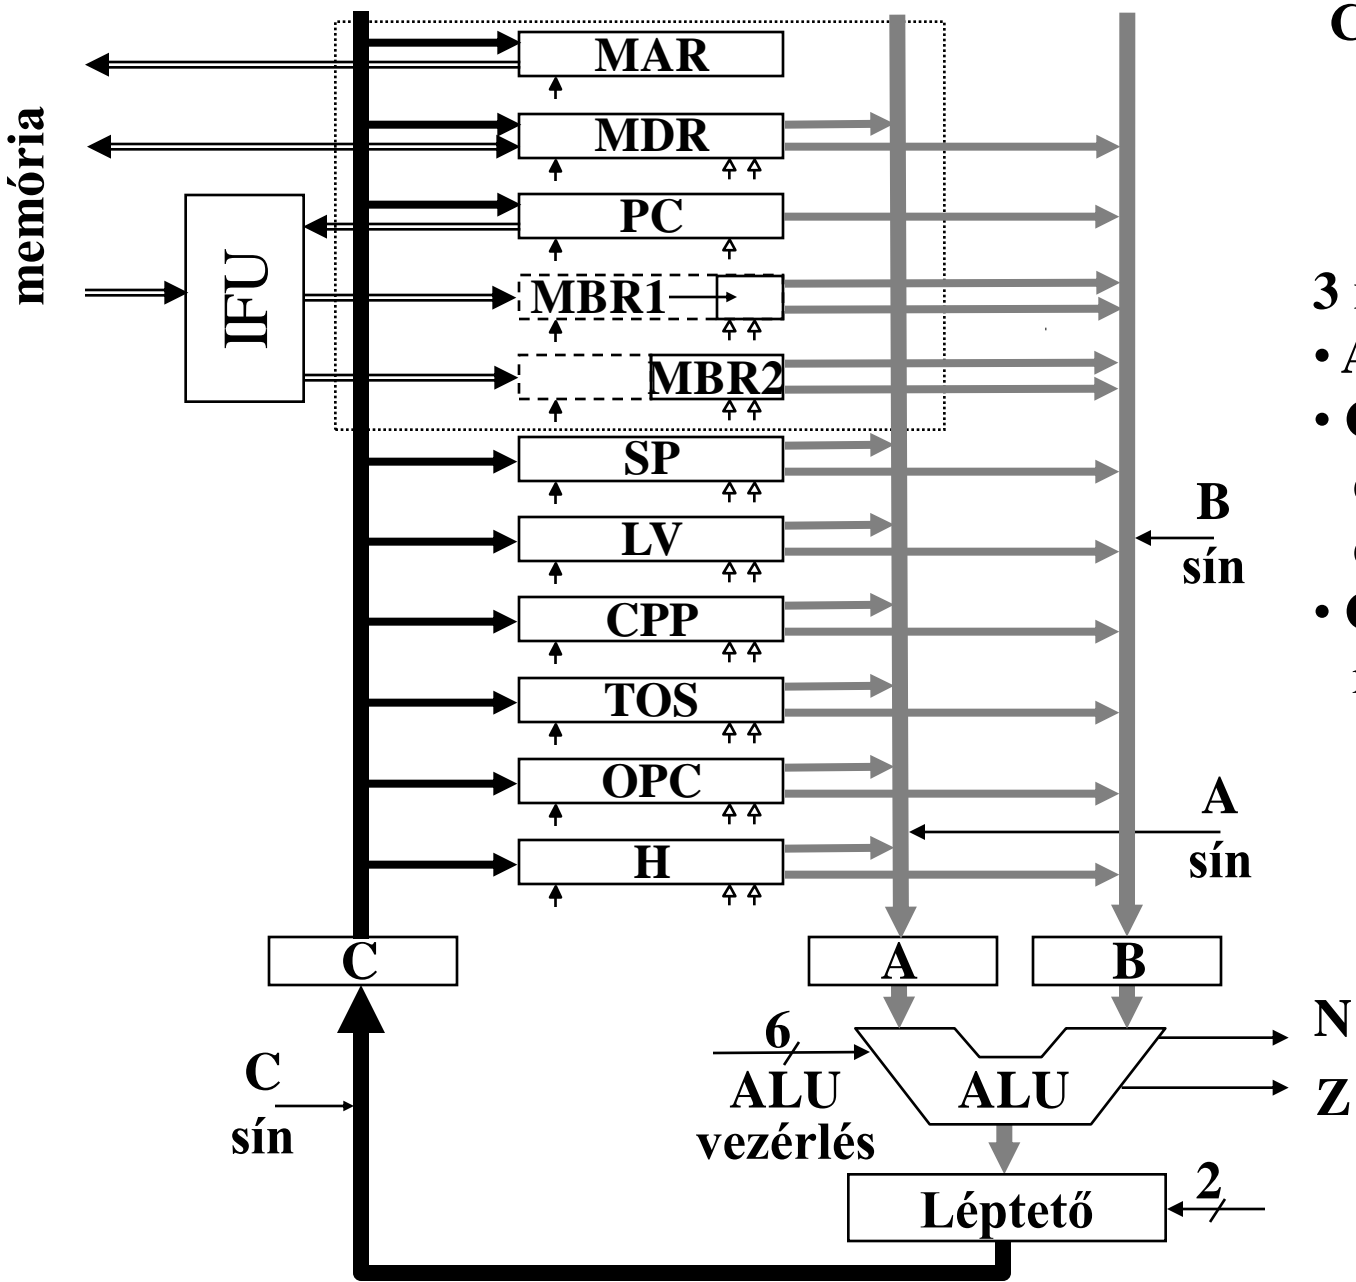 memória
IFU
MAR
MDR
PC
MBR1
MBR2
SP
LV
CPP
TOS
OPC
H
B
sín
A
sín
C
A
B
6
ALU
vezérlés
ALU
N
Z
C
sín
Léptető
2
3